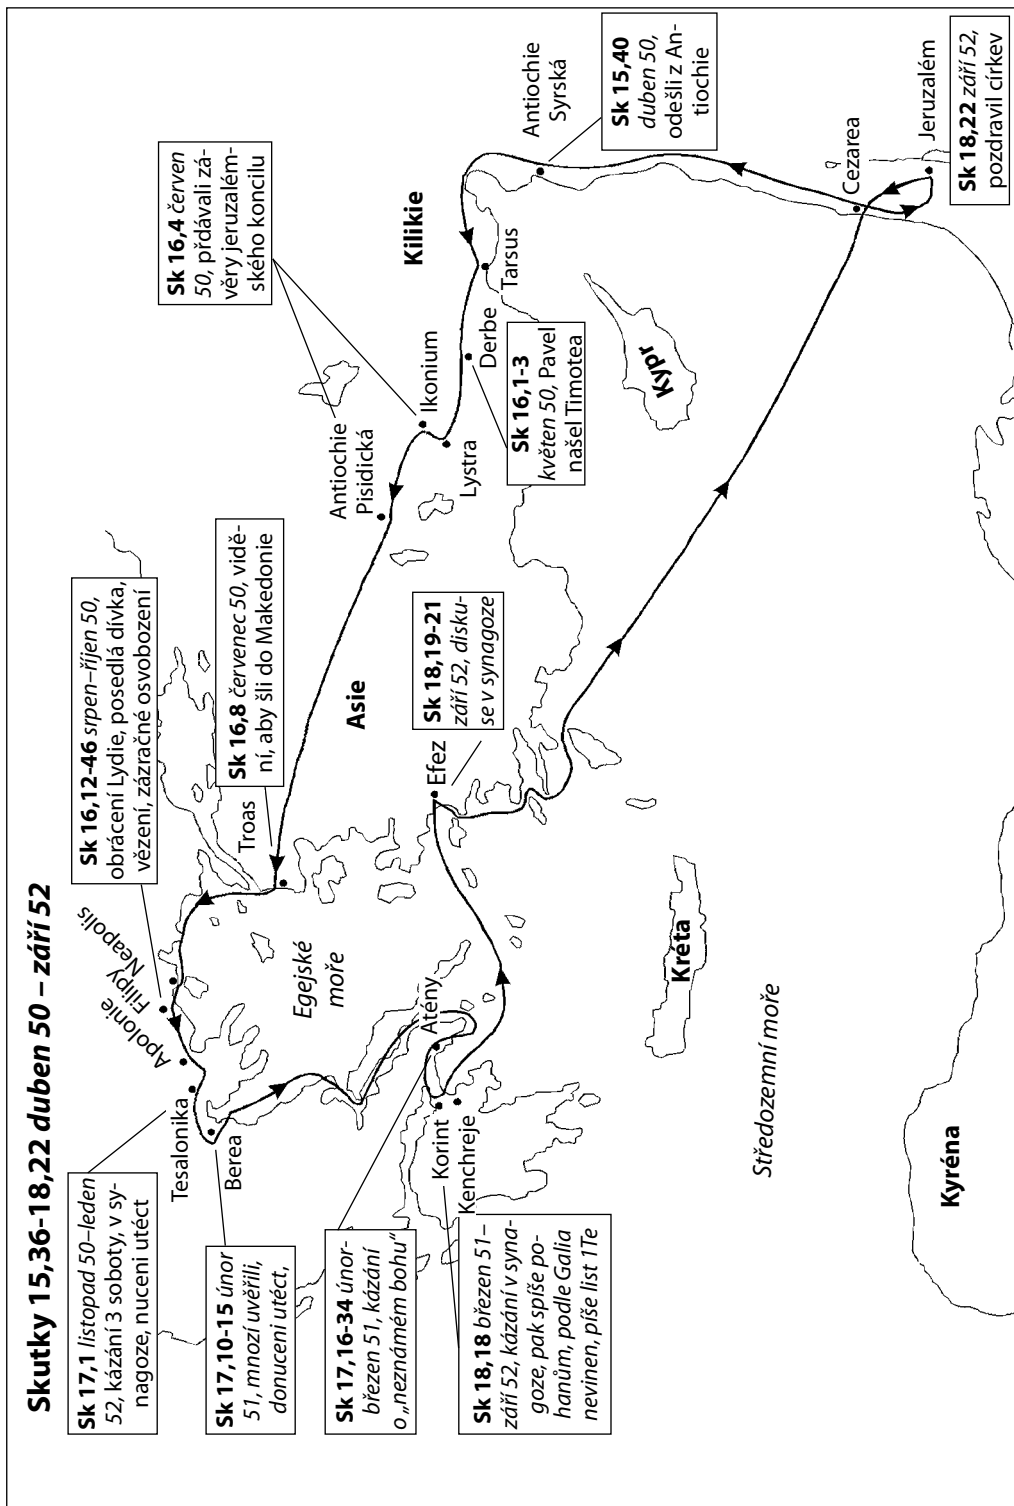 Skutky 15,36-18,22 duben 50 – září 52
Sk 17,1 listopad 50–leden
52, kázání 3 soboty, v sy-
nagoze, nuceni utéct
Sk 17,10-15 únor
51, mnozí uvěřili,
donuceni utéct,
Sk 17,16-34 únor-
březen 51, kázání
o „neznámém bohu“
Sk 18,18 březen 51–
září 52, kázání v syna-
goze, pak spíše po-
hanům, podle Galia
nevinen, píše list 1Te
Tesalonika
Berea
Apolonie
Filipy
Neapolis
Sk 16,12-46 srpen–říjen 50,
obrácení Lydie, posedlá dívka,
vězení, zázračné osvobození
Troas
Sk 16,8 červenec 50, vidě-
ní, aby šli do Makedonie
Egejské
moře
Atény
Korint
Kenchreje
Efez
Sk 18,19-21
září 52, disku-
se v synagoze
Asie
Antiochie
Pisidická
Ikonium
Lystra
Derbe
Sk 16,4 červen
50, přdávali zá-
věry jeruzalém-
ského koncilu
Sk 16,1-3
květen 50, Pavel
našel Timotea
Kilikie
Tarsus
Antiochie
Syrská
Sk 15,40
duben 50,
odešli z An-
tiochie
Kypr
Kréta
Středozemní moře
Kyréna
Cezarea
Jeruzalém
Sk 18,22 září 52,
pozdravil církev